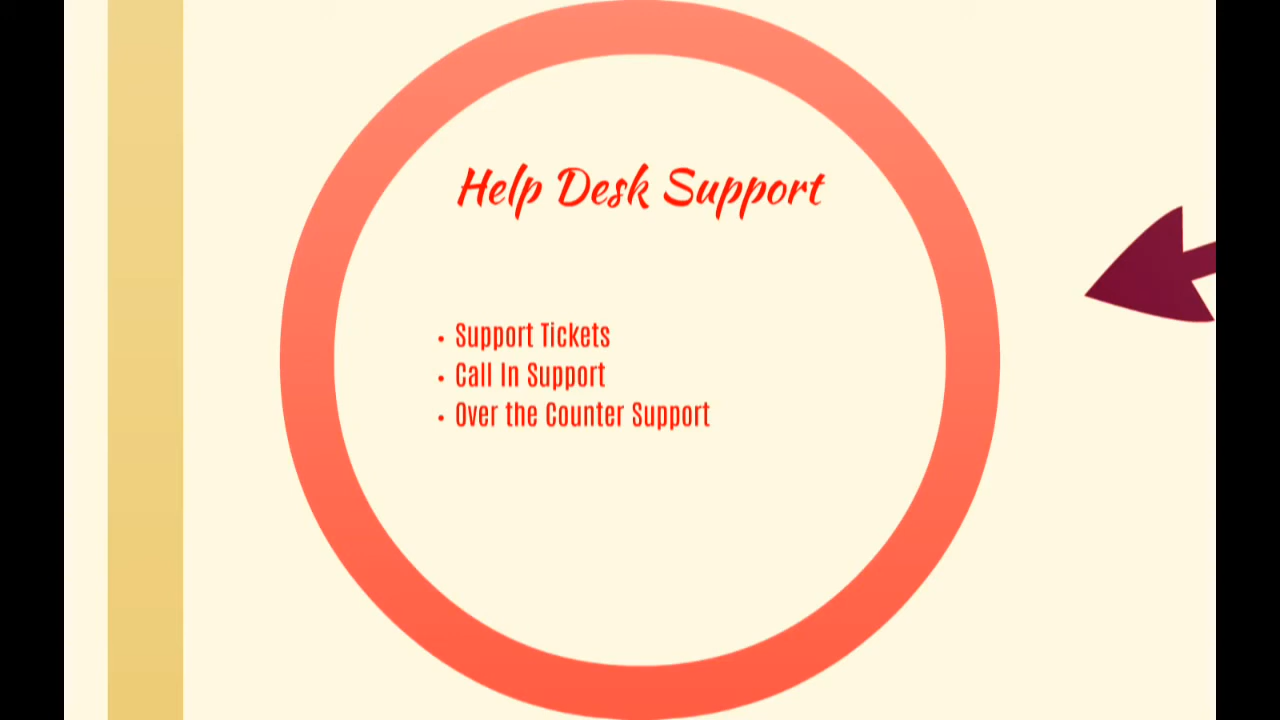 Help Desk Support
• Support Tickets
• Call In Support
• Over the Counter Support